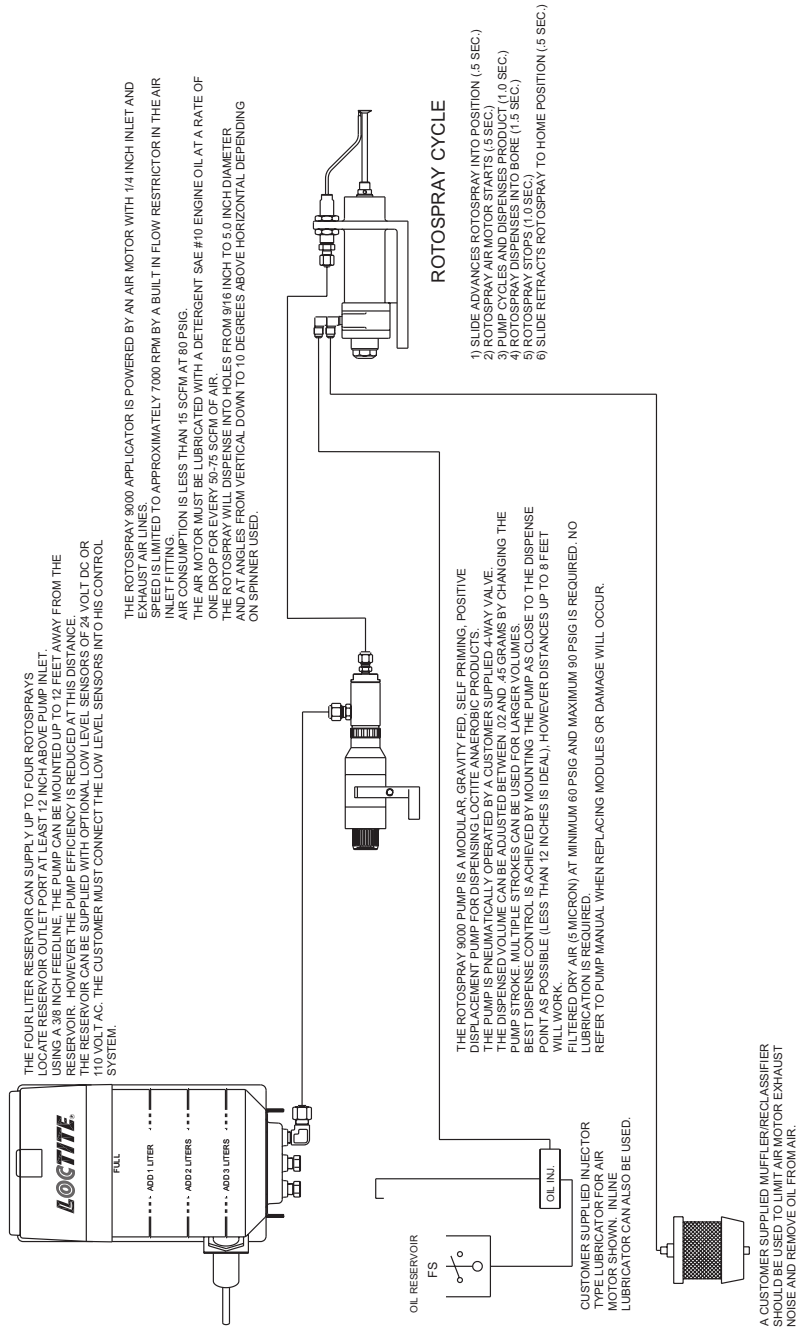 THE FOUR LITER RESERVOIR CAN SUPPLY UP TO FOUR ROTOSPRAYS
LOCATE RESERVOIR OUTLET PORT AT LEAST 12 INCH ABOVE PUMP INLET.
USING A 3/8 INCH FEEDLINE, THE PUMP CAN BE MOUNTED UP TO 12 FEET AWAY FROM THE
RESERVOIR. HOWEVER THE PUMP EFFICIENCY IS REDUCED AT THIS DISTANCE.
THE RESERVOIR CAN BE SUPPLIED WITH OPTIONAL LOW LEVEL SENSORS OF 24 VOLT DC OR
110 VOLT AC. THE CUSTOMER MUST CONNECT THE LOW LEVEL SENSORS INTO HIS CONTROL
SYSTEM.
LOCTITE®
FULL
ADD 1 LITER
ADD 2 LITERS
ADD 3 LITERS
THE ROTOSPRAY 9000 APPLICATOR IS POWERED BY AN AIR MOTOR WITH 1/4 INCH INLET AND
EXHAUST AIR LINES.
SPEED IS LIMITED TO APPROXIMATELY 7000 RPM BY A BUILT IN FLOW RESTRICTOR IN THE AIR
INLET FITTING.
AIR CONSUMPTION IS LESS THAN 15 SCFM AT 80 PSIG.
THE AIR MOTOR MUST BE LUBRICATED WITH A DETERGENT SAE #10 ENGINE OIL AT A RATE OF
ONE DROP FOR EVERY 50-75 SCFM OF AIR.
THE ROTOSPRAY WILL DISPENSE INTO HOLES FROM 9/16 INCH TO 5.0 INCH DIAMETER
AND AT ANGLES FROM VERTICAL DOWN TO 10 DEGREES ABOVE HORIZONTAL DEPENDING
ON SPINNER USED.
ROTOSPRAY CYCLE
1) SLIDE ADVANCES ROTOSPRAY INTO POSITION (.5 SEC.)
2) ROTOSPRAY AIR MOTOR STARTS (.5 SEC.)
3) PUMP CYCLES AND DISPENSES PRODUCT (1.0 SEC.)
4) ROTOSPRAY DISPENSES INTO BORE (1.5 SEC.)
5) ROTOSPRAY STOPS (1.0 SEC.)
6) SLIDE RETRACTS ROTOSPRAY TO HOME POSITION (.5 SEC.)
THE ROTOSPRAY 9000 PUMP IS A MODULAR, GRAVITY FED, SELF PRIMING, POSITIVE
DISPLACEMENT PUMP FOR DISPENSING LOCTITE ANAEROBIC PRODUCTS.
THE PUMP IS PNEUMATICALLY OPERATED BY A CUSTOMER SUPPLIED 4-WAY VALVE.
THE DISPENSED VOLUME CAN BE ADJUSTED BETWEEN .02 AND .45 GRAMS BY CHANGING THE
PUMP STROKE. MULTIPLE STROKES CAN BE USED FOR LARGER VOLUMES.
BEST DISPENSE CONTROL IS ACHIEVED BY MOUNTING THE PUMP AS CLOSE TO THE DISPENSE
POINT AS POSSIBLE (LESS THAN 12 INCHES IS IDEAL), HOWEVER DISTANCES UP TO 8 FEET
WILL WORK.
FILTERED DRY AIR (5 MICRON) AT MINIMUM 60 PSIG AND MAXIMUM 90 PSIG IS REQUIRED. NO
LUBRICATION IS REQUIRED.
REFER TO PUMP MANUAL WHEN REPLACING MODULES OR DAMAGE WILL OCCUR.
OIL RESERVOIR
FS
OIL INJ.
CUSTOMER SUPPLIED INJECTOR
TYPE LUBRICATOR FOR AIR
MOTOR SHOWN. INLINE
LUBRICATOR CAN ALSO BE USED.
A CUSTOMER SUPPLIED MUFFLER/RECLASSIFIER
SHOULD BE USED TO LIMIT AIR MOTOR EXHAUST
NOISE AND REMOVE OIL FROM AIR.